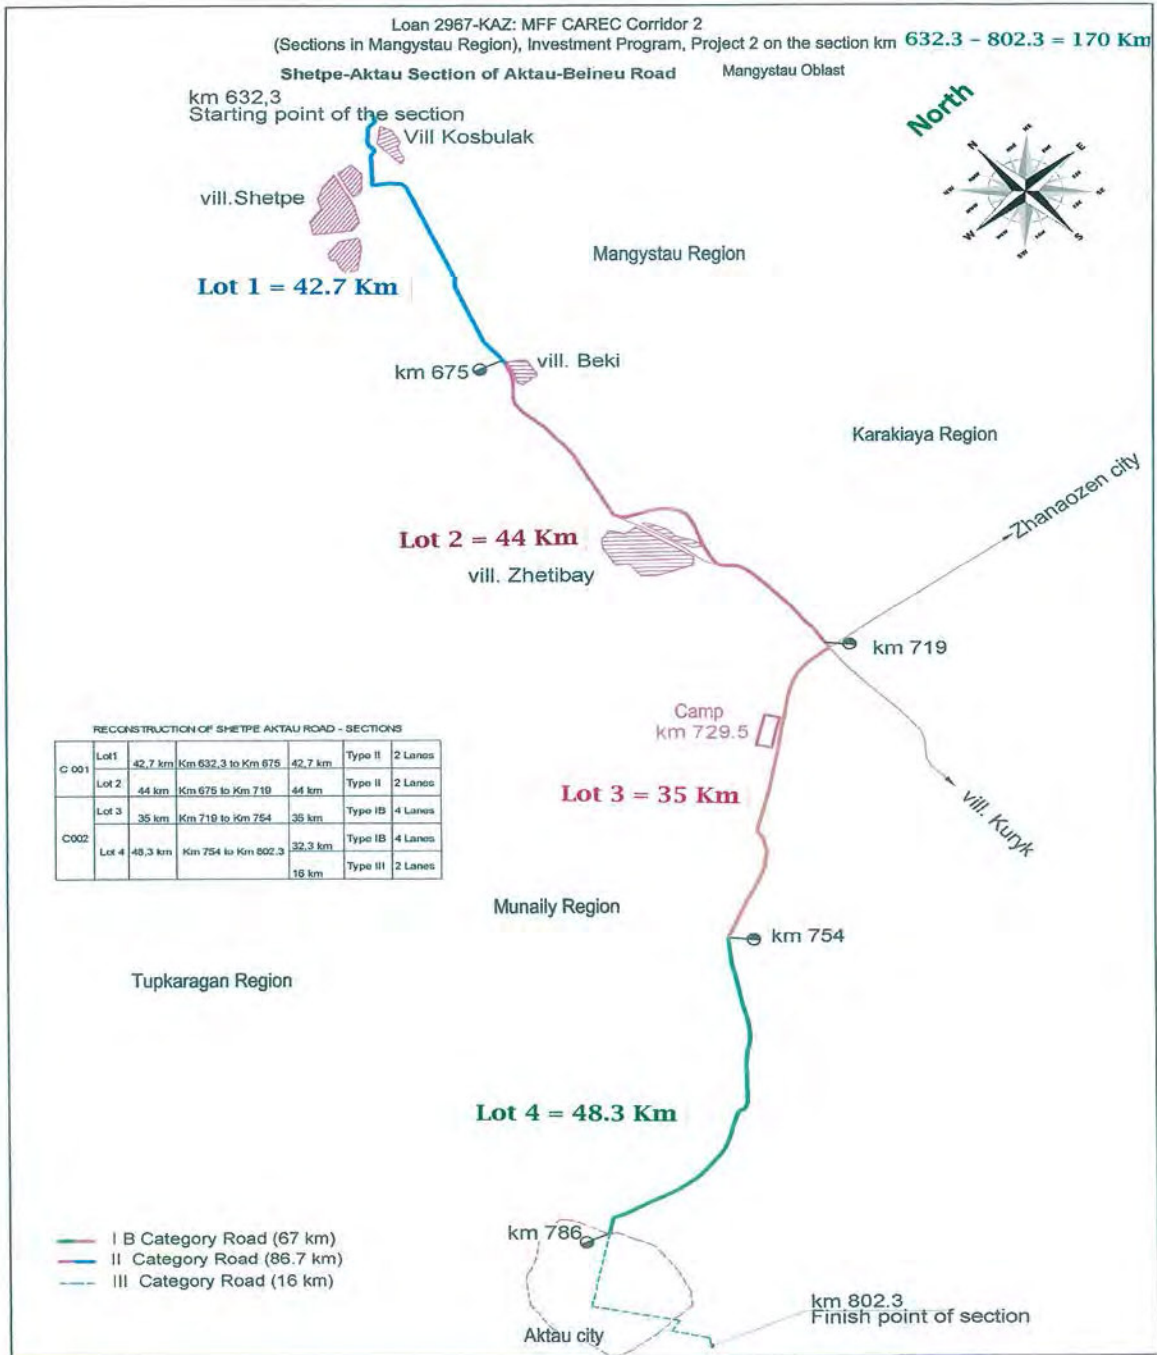 Loan 2967-KAZ: MFF CAREC Corridor 2
(Sections in Mangystau Region), Investment Program, Project 2 on the section km 632.3 – 802.3 = 170 Km
Shetpe-Aktau Section of Aktau-Beineu Road Mangystau Oblast
km 632,3
Starting point of the section
North
Vill Kosbulak
N
E
W
S
SE
SW
vill.Shetpe
Mangystau Region
Lot 1 = 42.7 Km
km 675
vill. Beki
Karakiaya Region
Zhanaozen city
Lot 2 = 44 Km
vill. Zhetibay
km 719
Camp
km 729.5
RECONSTRUCTION OF SHETPE AKTAU ROAD - SECTIONS
C 001 Lot1 42,7 km Km 632,3 to Km 675 42,7 km Type II 2 Lanes
Lot 2 44 km Km 675 to Km 719 44 km Type II 2 Lanes
C002 Lot 3 35 km Km 719 to Km 754 35 km Type IB 4 Lanes
Lot 4 48,3 km Km 754 to Km 802.3 32,3 km Type IB 4 Lanes
16 km Type III 2 Lanes
Lot 3 = 35 Km
vill. Kuryk
Munaily Region
km 754
Tupkaragan Region
Lot 4 = 48.3 Km
km 786
I B Category Road (67 km)
II Category Road (86.7 km)
III Category Road (16 km)
km 802.3
Finish point of section
Aktau city